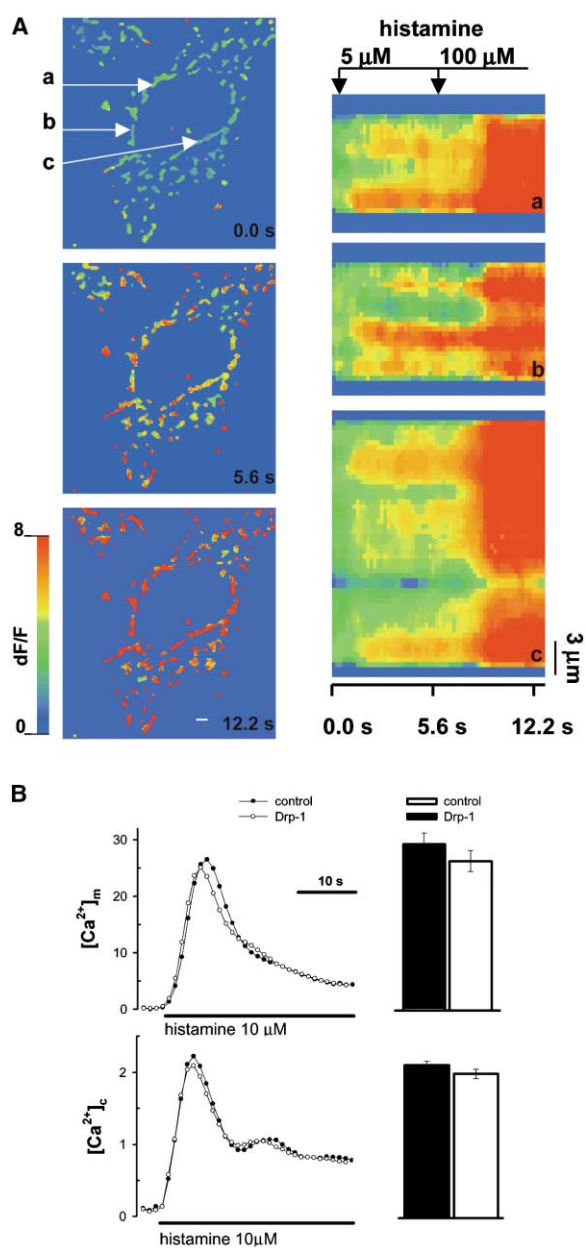 A
a
b
c
0.0 s
5.6 s
8
dF/F
0
12.2 s
histamine
5 µM 100 µM
a
b
c
3 µm
0.0 s 5.6 s 12.2 s
B
control
Drp-1
control
Drp-1
30
20
10
0
[Ca²⁺]m
10 s
histamine 10 µM
2
1
0
[Ca²⁺]c
histamine 10µM